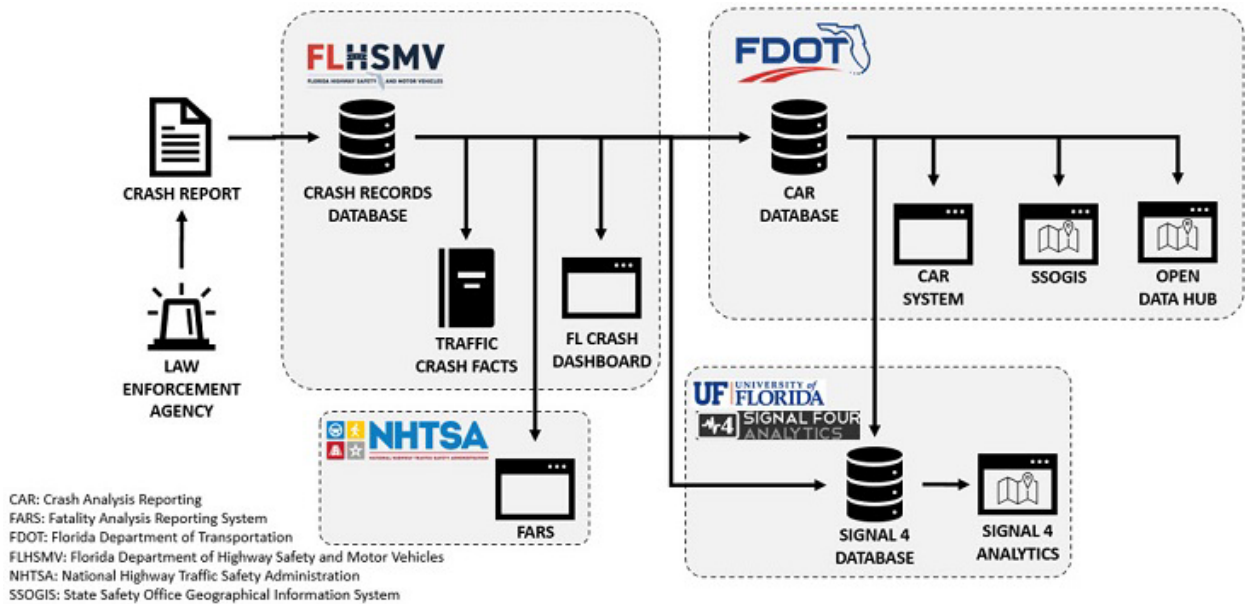 FLHSMV
FLORIDA HIGHWAY SAFETY AND MOTOR VEHICLES
FDOT
CRASH REPORT
CRASH RECORDS
DATABASE
CAR
DATABASE
CAR
SYSTEM
SSOGIS
OPEN
DATA HUB
TRAFFIC
CRASH FACTS
FL CRASH
DASHBOARD
LAW
ENFORCEMENT
AGENCY
UF UNIVERSITY of
FLORIDA
4 SIGNAL FOUR
ANALYTICS
NHTSA
NATIONAL HIGHWAY TRAFFIC SAFETY ADMINISTRATION
FARS
SIGNAL 4
DATABASE
SIGNAL 4
ANALYTICS
CAR: Crash Analysis Reporting
FARS: Fatality Analysis Reporting System
FDOT: Florida Department of Transportation
FLHSMV: Florida Department of Highway Safety and Motor Vehicles
NHTSA: National Highway Traffic Safety Administration
SSOGIS: State Safety Office Geographical Information System